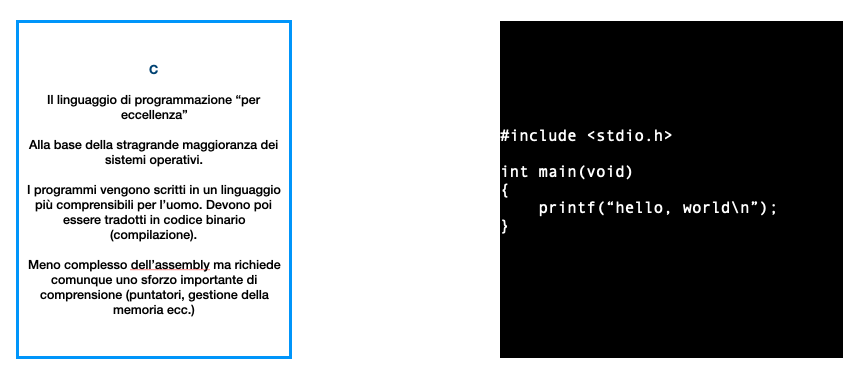 C
Il linguaggio di programmazione “per
eccellenza”
Alla base della stragrande maggioranza dei
sistemi operativi.
I programmi vengono scritti in un linguaggio
più comprensibili per l’uomo. Devono poi
essere tradotti in codice binario
(compilazione).
Meno complesso dell’assembly ma richiede
comunque uno sforzo importante di
comprensione (puntatori, gestione della
memoria ecc.)
#include <stdio.h>
int main(void)
{
    printf(“hello, world\n”);
}